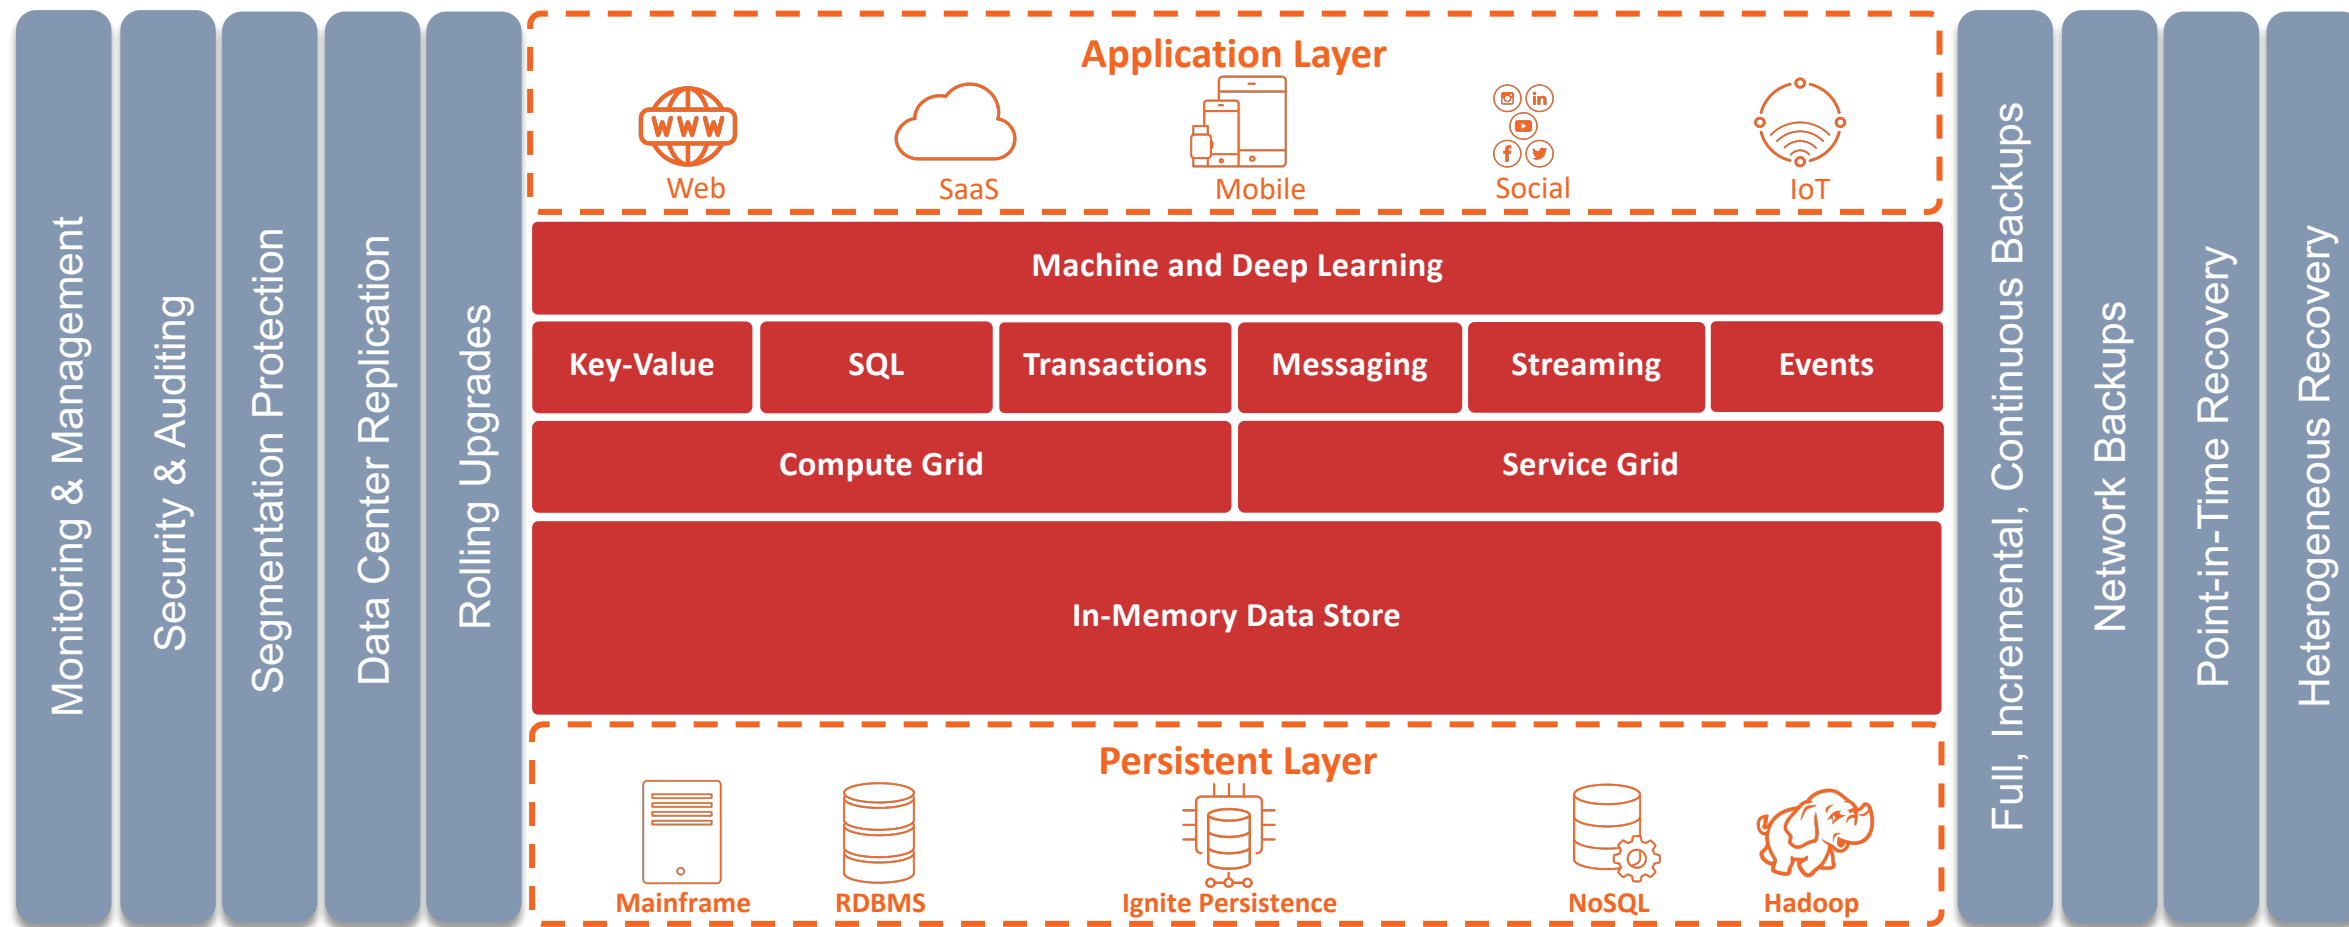 Monitoring & Management
Security & Auditing
Segmentation Protection
Data Center Replication
Rolling Upgrades
Application Layer
WWW
in
f
Web
SaaS
Mobile
Social
IoT
Machine and Deep Learning
Key-Value
SQL
Transactions
Messaging
Streaming
Events
Compute Grid
Service Grid
In-Memory Data Store
Persistent Layer
Mainframe
RDBMS
Ignite Persistence
NoSQL
Hadoop
Full, Incremental, Continuous Backups
Network Backups
Point-in-Time Recovery
Heterogeneous Recovery